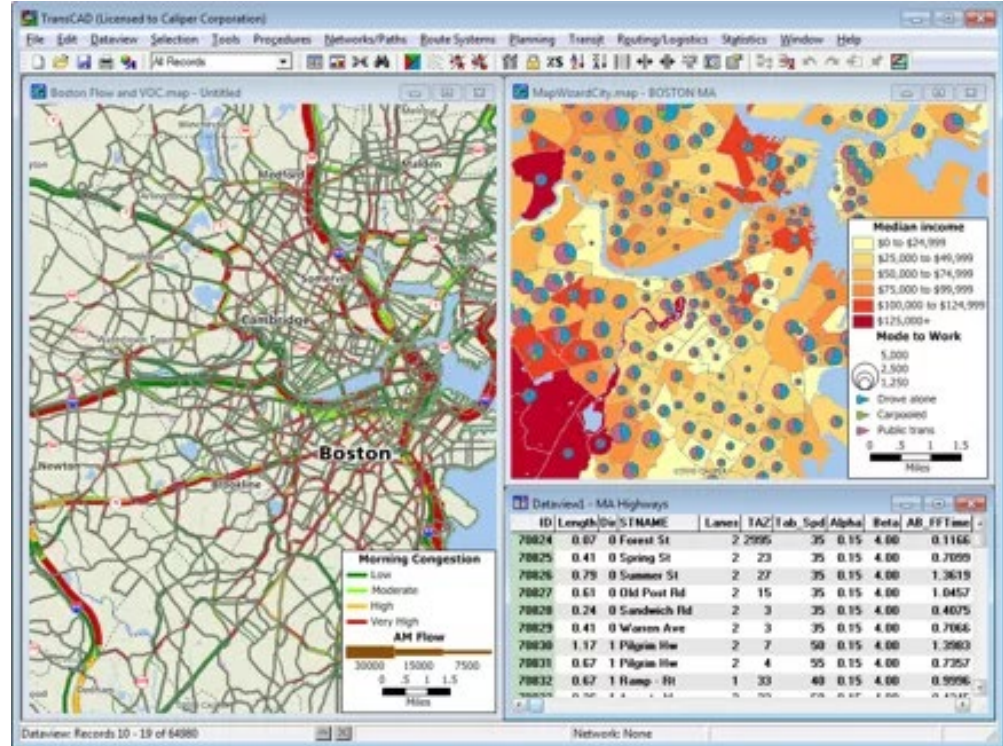 TransCAD (Licensed to Caliper Corporation)
File Edit Dataview Selection Tools Procedures Networks/Paths Route Systems Planning Transit Routing/Logistics Statistics Window Help
All Records
Boston Flow and VOC.map - Untitled
Medford
Malden
Somerville
Cambridge
Boston
Newton
Brookline
Dedham
Morning Congestion
Low
Moderate
High
Very High
AM Flow
30000 15000 7500
0 .5 1 1.5
Miles
MapWizardCity.map - BOSTON MA
Median income
$0 to $24,999
$25,000 to $49,999
$50,000 to $74,999
$75,000 to $99,999
$100,000 to $124,999
$125,000+
Mode to Work
5,000
2,500
1,250
Drove alone
Carpooled
Public trans
0 .5 1 1.5
Miles
Dataview1 - MA Highways
ID Length Dir STNAME Lanes TAZ Tab_Spd Alpha Beta AB_FFTime
70824 0.07 0 Forest St 2 2995 35 0.15 4.00 0.1166
70825 0.41 0 Spring St 2 23 35 0.15 4.00 0.7099
70826 0.79 0 Summer St 2 27 35 0.15 4.00 1.3619
70827 0.61 0 Old Post Rd 2 15 35 0.15 4.00 1.0457
70828 0.24 0 Sandwich Rd 2 3 35 0.15 4.00 0.4075
70829 0.41 0 Warren Ave 2 3 35 0.15 4.00 0.7066
70830 1.17 1 Pilgrim Hw 2 7 50 0.15 4.00 1.3983
70831 0.67 1 Pilgrim Hw 2 4 55 0.15 4.00 0.7357
70832 0.67 1 Ramp - Rt 1 33 40 0.15 4.00 0.9996
Dataview: Records 10 - 19 of 64980
Network: None